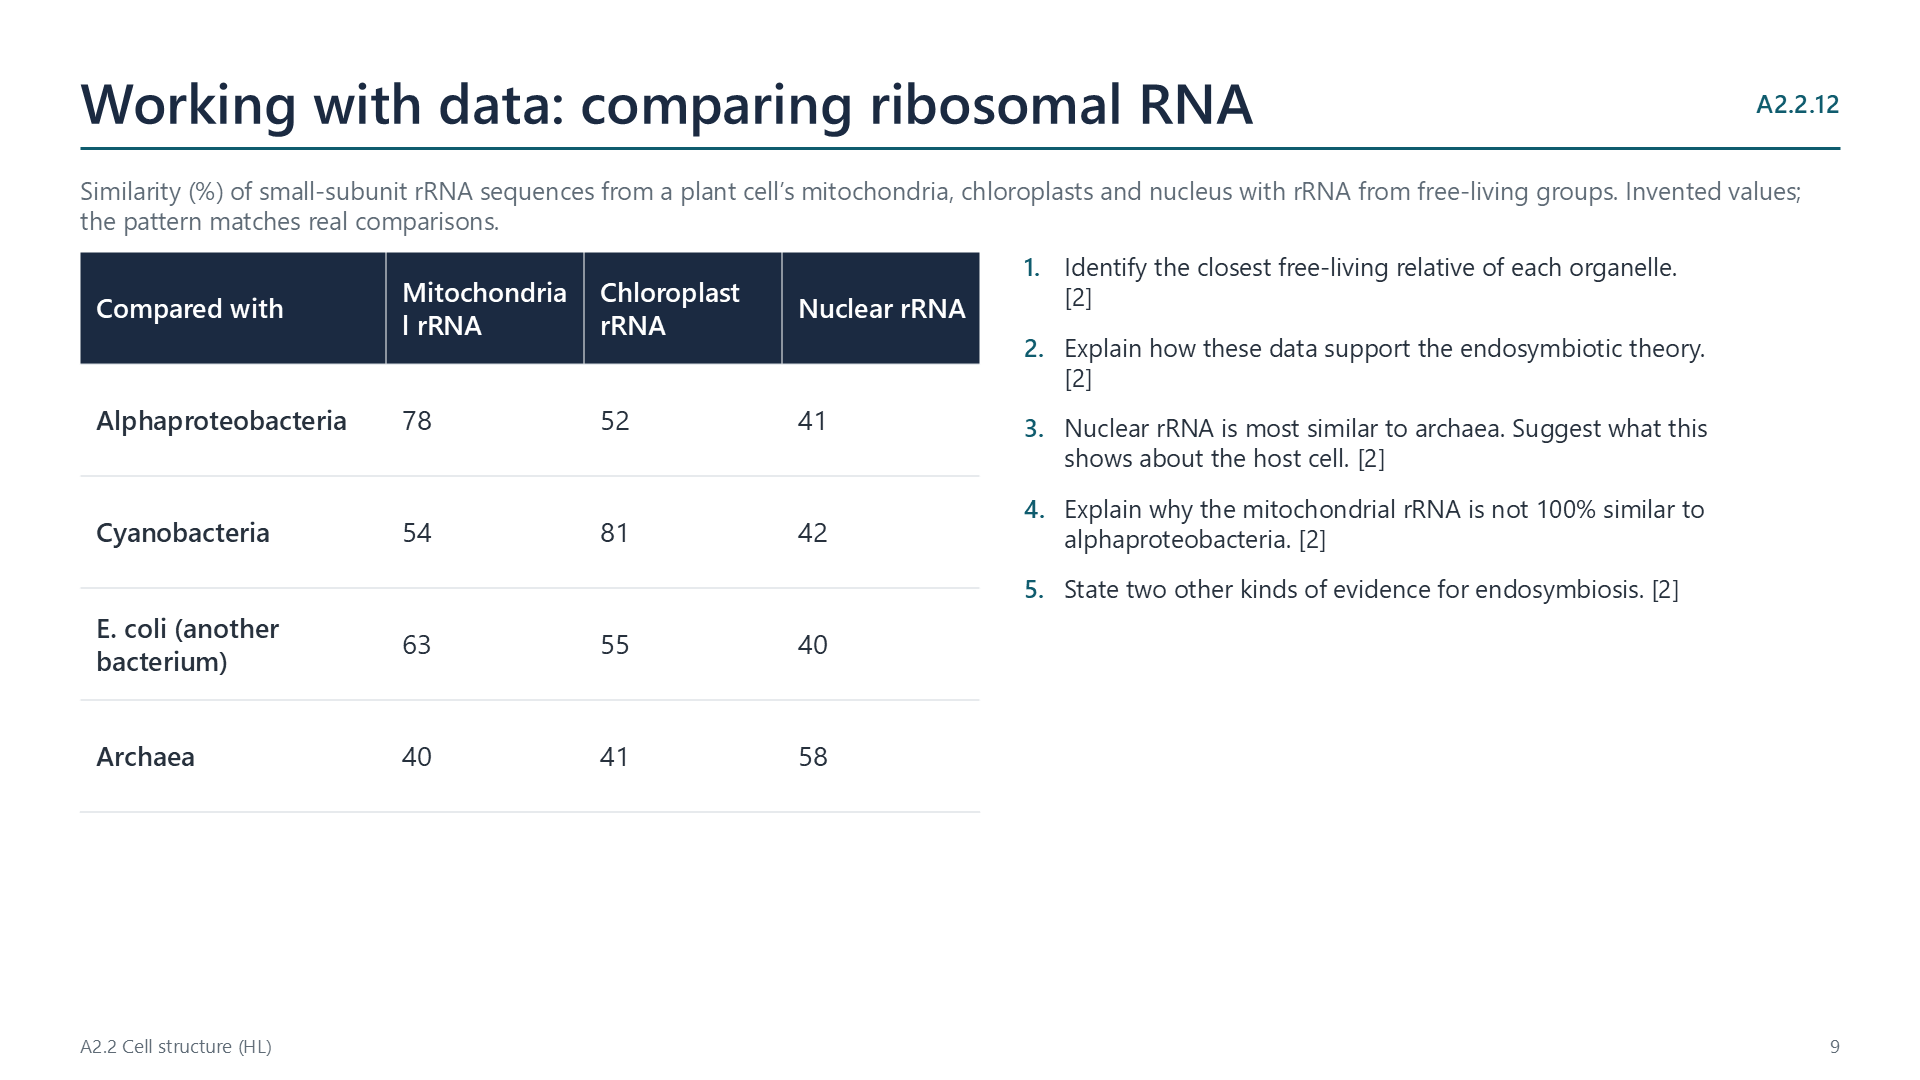 Working with data: comparing ribosomal RNA
A2.2.12
Similarity (%) of small-subunit rRNA sequences from a plant cell’s mitochondria, chloroplasts and nucleus with rRNA from free-living groups. Invented values;
the pattern matches real comparisons.
Compared with
Mitochondria
l rRNA
Chloroplast
rRNA
Nuclear rRNA
Alphaproteobacteria 78 52 41
Cyanobacteria 54 81 42
E. coli (another
bacterium) 63 55 40
Archaea 40 41 58
1. Identify the closest free-living relative of each organelle.
[2]
2. Explain how these data support the endosymbiotic theory.
[2]
3. Nuclear rRNA is most similar to archaea. Suggest what this
shows about the host cell. [2]
4. Explain why the mitochondrial rRNA is not 100% similar to
alphaproteobacteria. [2]
5. State two other kinds of evidence for endosymbiosis. [2]
A2.2 Cell structure (HL)
9